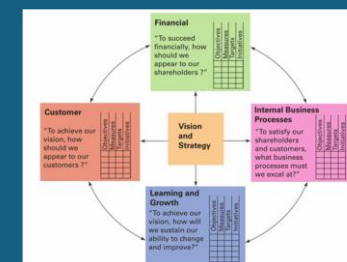 Financial
"To succeed
financially, how
should we
appear to our
shareholders ?"
Objectives
Measures
Targets
Initiatives
Customer
"To achieve our
vision, how
should we
appear to our
customers ?"
Objectives
Measures
Targets
Initiatives
Vision
and
Strategy
Internal Business
Processes
"To satisfy our
shareholders
and customers,
what business
processes must
we excel at?"
Objectives
Measures
Targets
Initiatives
Learning and
Growth
"To achieve our
vision, how will
we sustain our
ability to change
and improve?"
Objectives
Measures
Targets
Initiatives